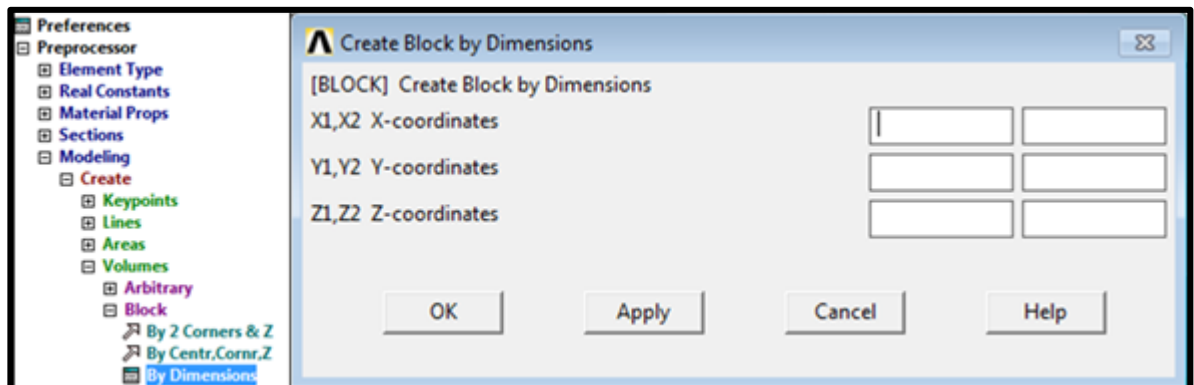 Preferences
Preprocessor
Element Type
Real Constants
Material Props
Sections
Modeling
Create
Keypoints
Lines
Areas
Volumes
Arbitrary
Block
By 2 Corners & Z
By Centr,Cornr,Z
By Dimensions
Create Block by Dimensions
[BLOCK] Create Block by Dimensions
X1,X2 X-coordinates
Y1,Y2 Y-coordinates
Z1,Z2 Z-coordinates
OK Apply Cancel Help